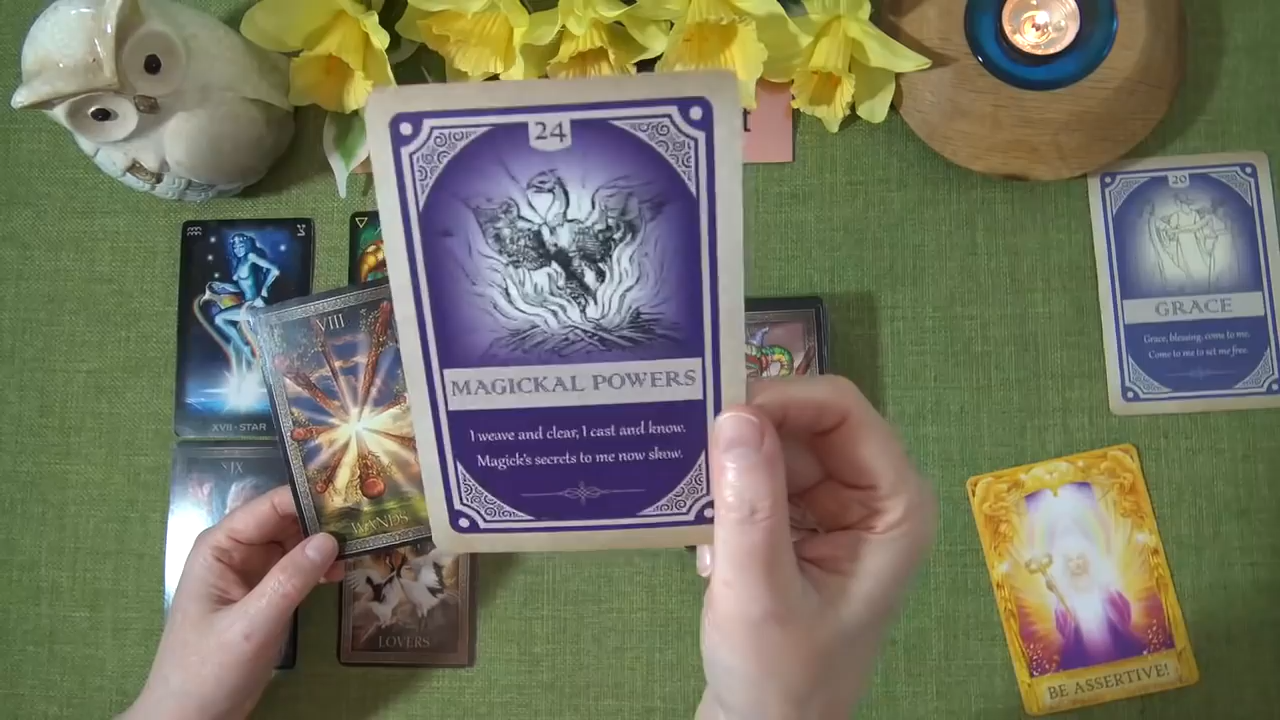 24
MAGICKAL POWERS
I weave and clear, I cast and know.
Magick's secrets to me now show.
VIII
WANDS
XVII - STAR
XIX
LOVERS
t
20
GRACE
Grace, blessing, come to me.
Come to me to set me free.
BE ASSERTIVE!